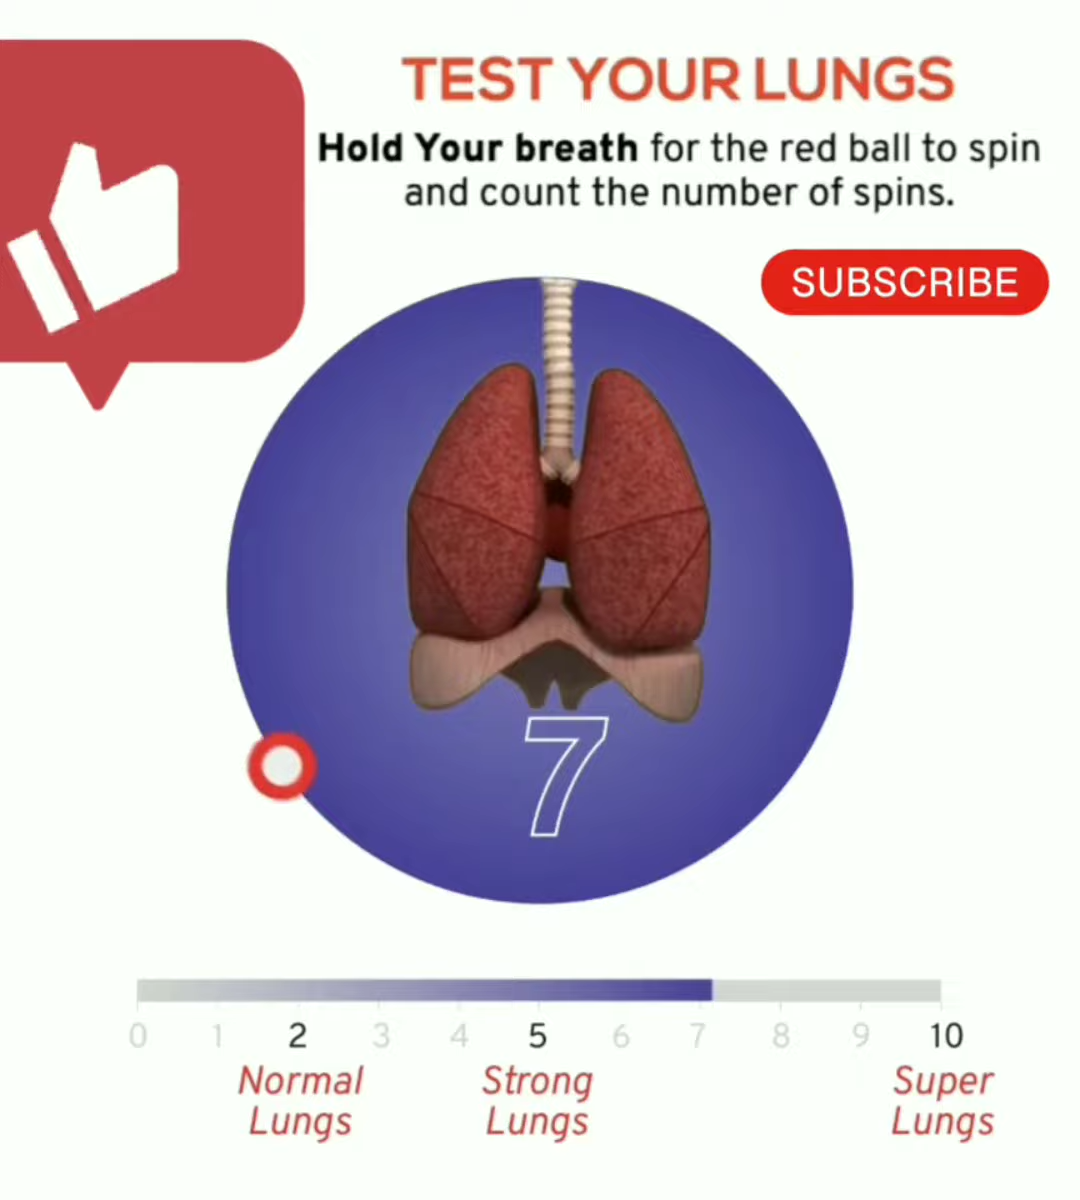 TEST YOUR LUNGS
Hold Your breath for the red ball to spin
and count the number of spins.
SUBSCRIBE
7
0 1 2 3 4 5 6 7 8 9 10
Normal Strong Super
Lungs Lungs Lungs